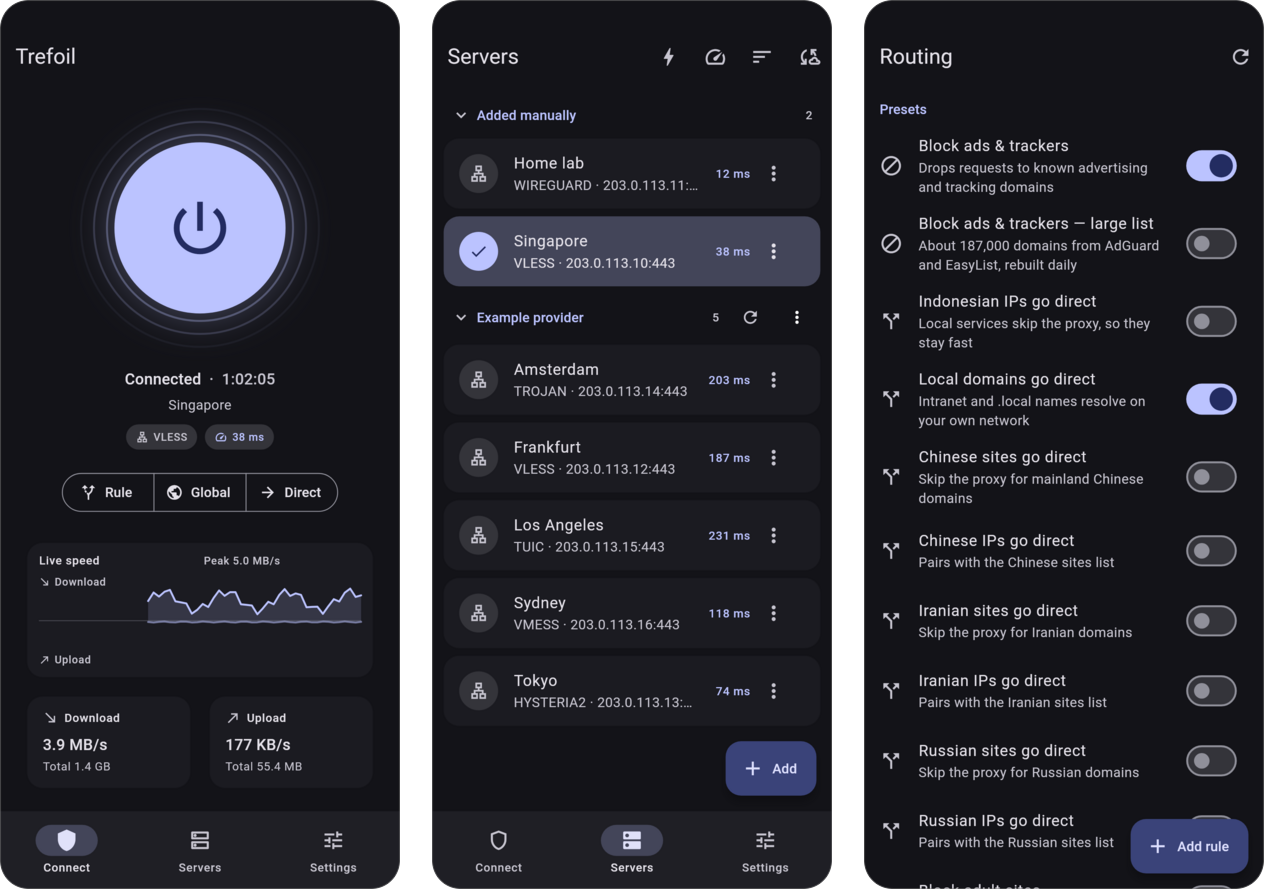 Trefoil
Connected · 1:02:05
Singapore
VLESS
38 ms
Rule
Global
Direct
Live speed
Peak 5.0 MB/s
Download
Upload
Download
3.9 MB/s
Total 1.4 GB
Upload
177 KB/s
Total 55.4 MB
Connect
Servers
Settings
Servers
Added manually
2
Home lab
WIREGUARD · 203.0.113.11:...
12 ms
Singapore
VLESS · 203.0.113.10:443
38 ms
Example provider
5
Amsterdam
TROJAN · 203.0.113.14:443
203 ms
Frankfurt
VLESS · 203.0.113.12:443
187 ms
Los Angeles
TUIC · 203.0.113.15:443
231 ms
Sydney
VMESS · 203.0.113.16:443
118 ms
Tokyo
HYSTERIA2 · 203.0.113.13:...
74 ms
Add
Connect
Servers
Settings
Routing
Presets
Block ads & trackers
Drops requests to known advertising
and tracking domains
Block ads & trackers — large list
About 187,000 domains from AdGuard
and EasyList, rebuilt daily
Indonesian IPs go direct
Local services skip the proxy, so they
stay fast
Local domains go direct
Intranet and .local names resolve on
your own network
Chinese sites go direct
Skip the proxy for mainland Chinese
domains
Chinese IPs go direct
Pairs with the Chinese sites list
Iranian sites go direct
Skip the proxy for Iranian domains
Iranian IPs go direct
Pairs with the Iranian sites list
Russian sites go direct
Skip the proxy for Russian domains
Russian IPs go direct
Pairs with the Russian sites list
Add rule
Block adult sites